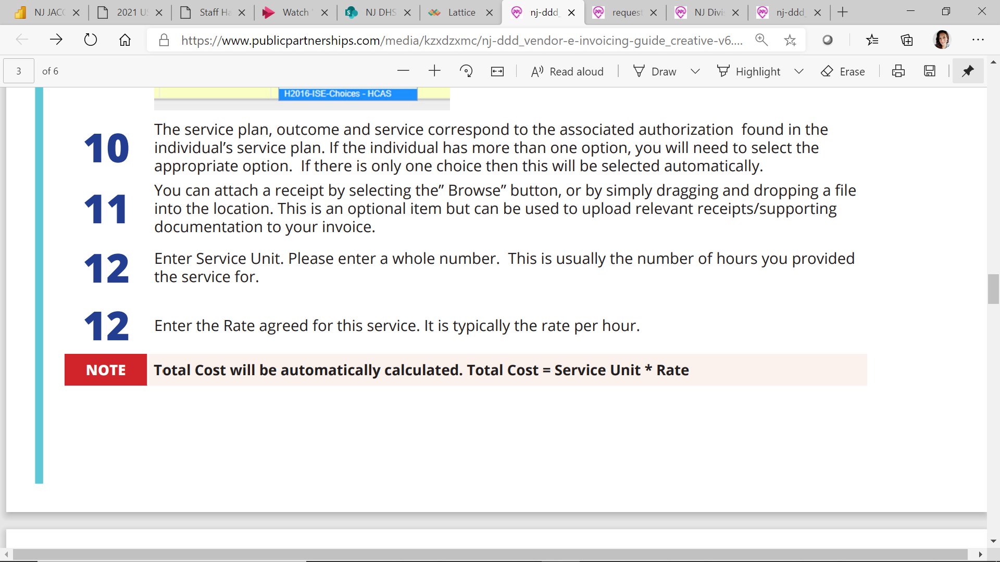 NJ JACC
2021 U
Staff Ha
Watch
NJ DHS
Lattice
nj-ddd_
request
NJ Divi
nj-ddd_
https://www.publicpartnerships.com/media/kzxdzxmc/nj-ddd_vendor-e-invoicing-guide_creative-v6....
3 of 6
Read aloud
Draw
Highlight
Erase
H2016-ISE-Choices - HCAS
10
The service plan, outcome and service correspond to the associated authorization  found in the
individual’s service plan. If the individual has more than one option, you will need to select the
appropriate option.  If there is only one choice then this will be selected automatically.
11
You can attach a receipt by selecting the” Browse” button, or by simply dragging and dropping a file
into the location. This is an optional item but can be used to upload relevant receipts/supporting
documentation to your invoice.
12
Enter Service Unit. Please enter a whole number.  This is usually the number of hours you provided
the service for.
12
Enter the Rate agreed for this service. It is typically the rate per hour.
NOTE
Total Cost will be automatically calculated. Total Cost = Service Unit * Rate